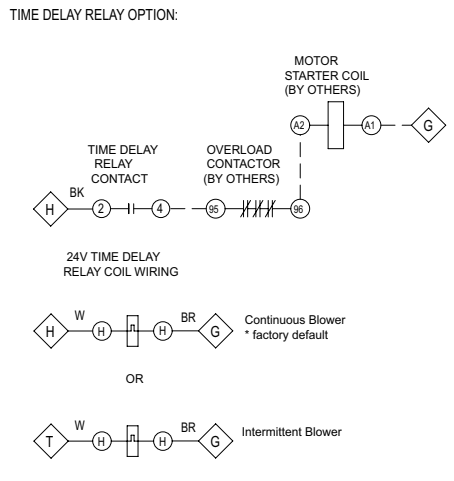 TIME DELAY RELAY OPTION:
MOTOR
STARTER COIL
(BY OTHERS)
A2
A1
G
TIME DELAY
RELAY
CONTACT
OVERLOAD
CONTACTOR
(BY OTHERS)
H
BK
2
4
95
96
24V TIME DELAY
RELAY COIL WIRING
H
W
H
H
BR
G
Continuous Blower
* factory default
OR
T
W
H
H
BR
G
Intermittent Blower